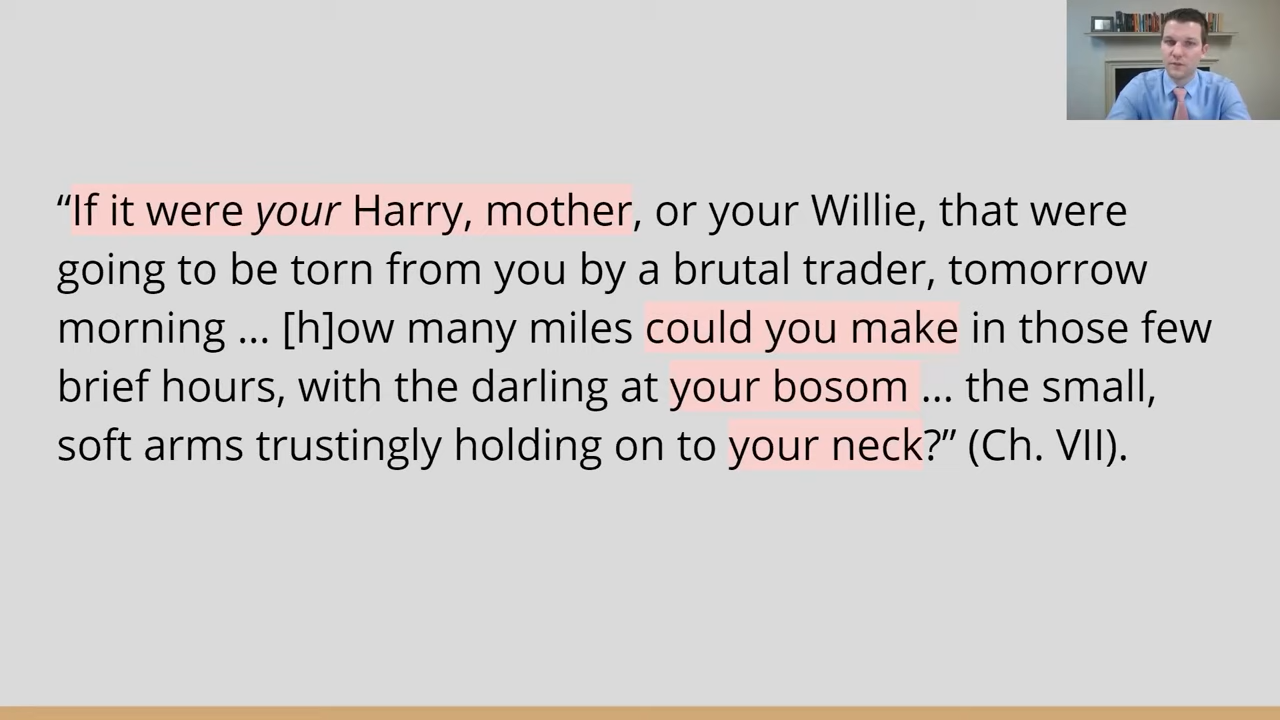 “If it were your Harry, mother, or your Willie, that were
going to be torn from you by a brutal trader, tomorrow
morning ... [h]ow many miles could you make in those few
brief hours, with the darling at your bosom ... the small,
soft arms trustingly holding on to your neck?” (Ch. VII).